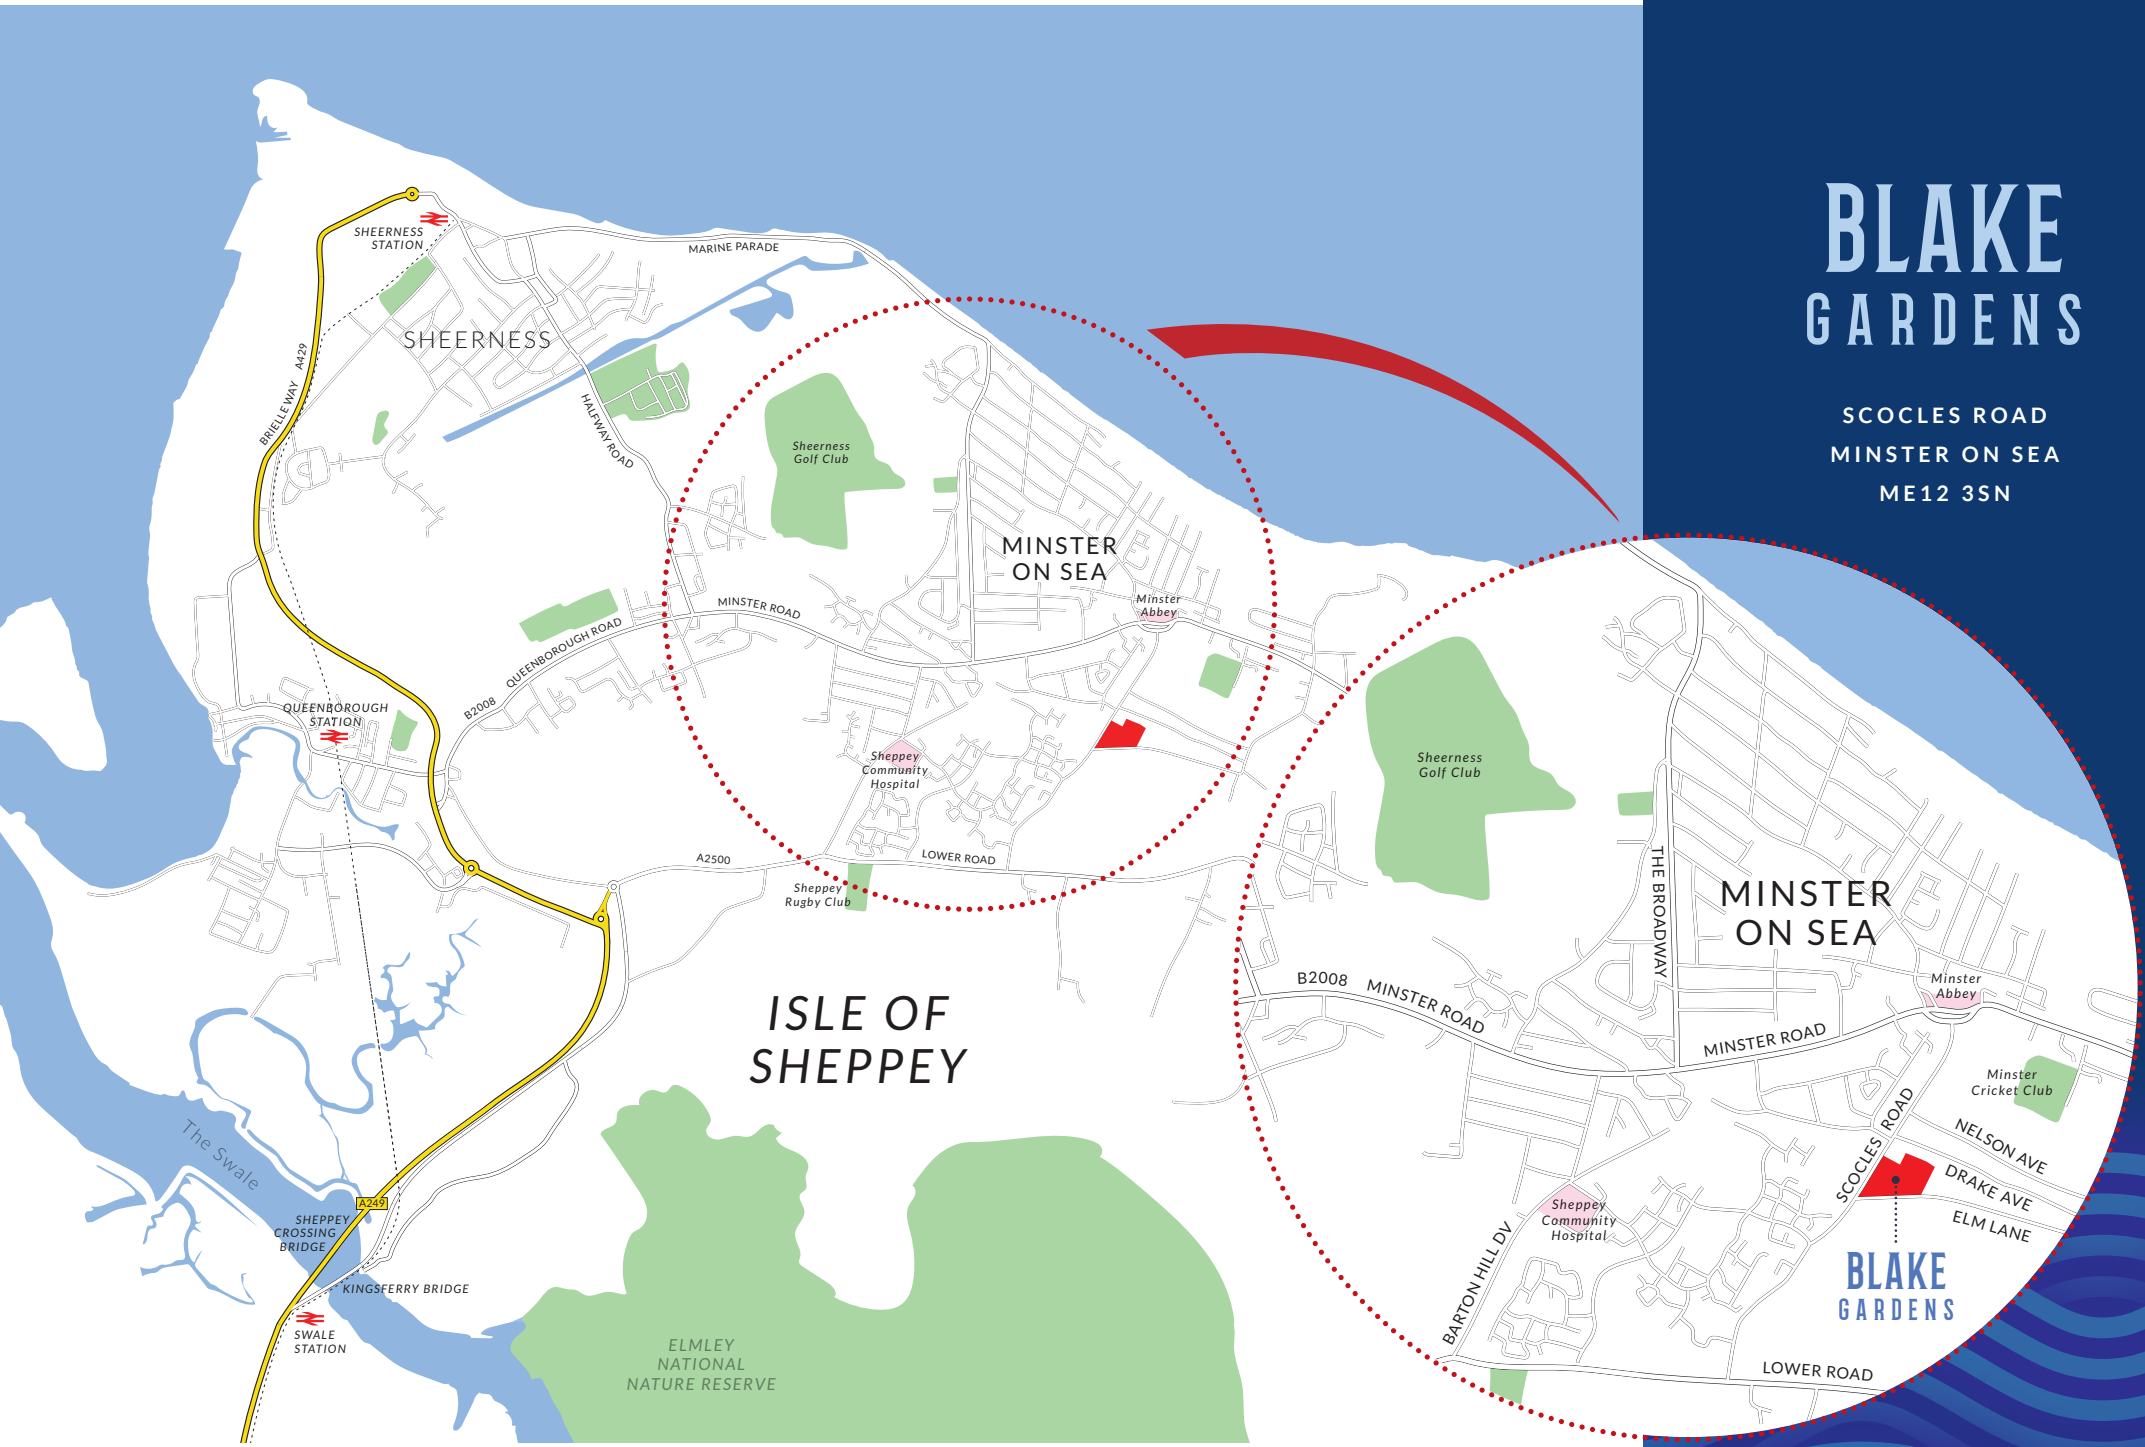 BLAKE
GARDENS
SCOCLES ROAD
MINSTER ON SEA
ME12 3SN
SHEERNESS
STATION
MARINE PARADE
SHEERNESS
BRIELLE WAY A429
HALFWAY ROAD
Sheerness
Golf Club
MINSTER
ON SEA
Minster
Abbey
MINSTER ROAD
QUEENBOROUGH ROAD
B2008
QUEENBOROUGH
STATION
Sheppey
Community
Hospital
A2500
LOWER ROAD
Sheppey
Rugby Club
ISLE OF
SHEPPEY
The Swale
A249
SHEPPEY
CROSSING
BRIDGE
KINGSFERRY BRIDGE
SWALE
STATION
ELMLEY
NATIONAL
NATURE RESERVE
Sheerness
Golf Club
THE BROADWAY
MINSTER
ON SEA
Minster
Abbey
B2008 MINSTER ROAD
MINSTER ROAD
Minster
Cricket Club
SCOCLES ROAD
NELSON AVE
DRAKE AVE
ELM LANE
Sheppey
Community
Hospital
BARTON HILL DV
BLAKE
GARDENS
LOWER ROAD